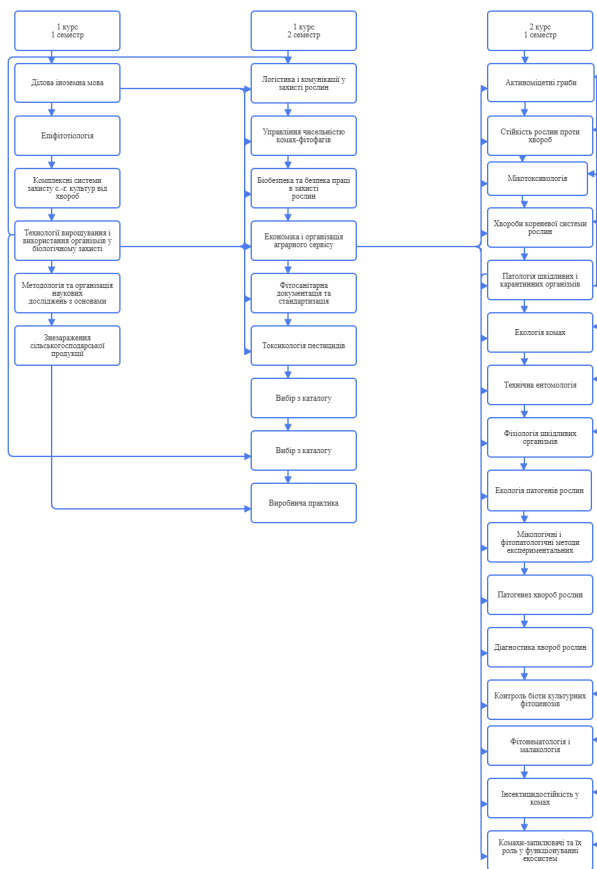 1 курс
1 семестр
Ділова іноземна мова
Епіфітотіологія
Комплексні системи
захисту с.-г. культур від
хвороб
Технології вирощування і
використання організмів у
біологічному захисті
Методологія та організація
наукових
досліджень з основами
Знезараження
сільськогосподарської
продукції
1 курс
2 семестр
Логістика і комунікації у
захисті рослин
Управління чисельністю
комах-фітофагів
Біобезпека та безпека праці
в захисті
рослин
Економіка і організація
аграрного сервісу
Фітосанітарна
документація та
стандартизація
Токсикологія пестицидів
Вибір з каталогу
Вибір з каталогу
Виробнича практика
2 курс
1 семестр
Актиноміцетні гриби
Стійкість рослин проти
хвороб
Мікотоксикологія
Хвороби кореневої системи
рослин
Патологія шкідливих і
карантинних організмів
Екологія комах
Технічна ентомологія
Фізіологія шкідливих
організмів
Екологія патогенів рослин
Мікологічні і
фітопатологічні методи
експериментальних
Патогенез хвороб рослин
Діагностика хвороб рослин
Контроль біоти культурних
фітоценозів
Фітонематологія і
малакологія
Інсектицидостійкість у
комах
Комахи-запилювачі та їх
роль у функціонуванні
екосистем